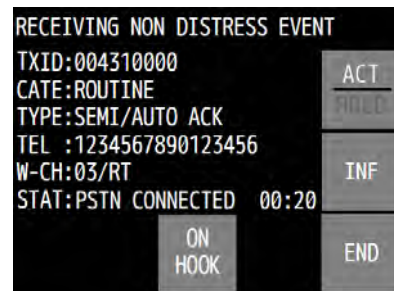 RECEIVING NON DISTRESS EVENT
TXID:004310000
CATE:ROUTINE
TYPE:SEMI/AUTO ACK
TEL :1234567890123456
W-CH:03/RT
STAT:PSTN CONNECTED 00:20
ACT
INF
END
ON
HOOK